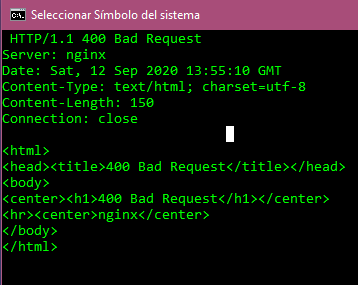 Seleccionar Símbolo del sistema
HTTP/1.1 400 Bad Request
Server: nginx
Date: Sat, 12 Sep 2020 13:55:10 GMT
Content-Type: text/html; charset=utf-8
Content-Length: 150
Connection: close
<html>
<head><title>400 Bad Request</title></head>
<body>
<center><h1>400 Bad Request</h1></center>
<hr><center>nginx</center>
</body>
</html>